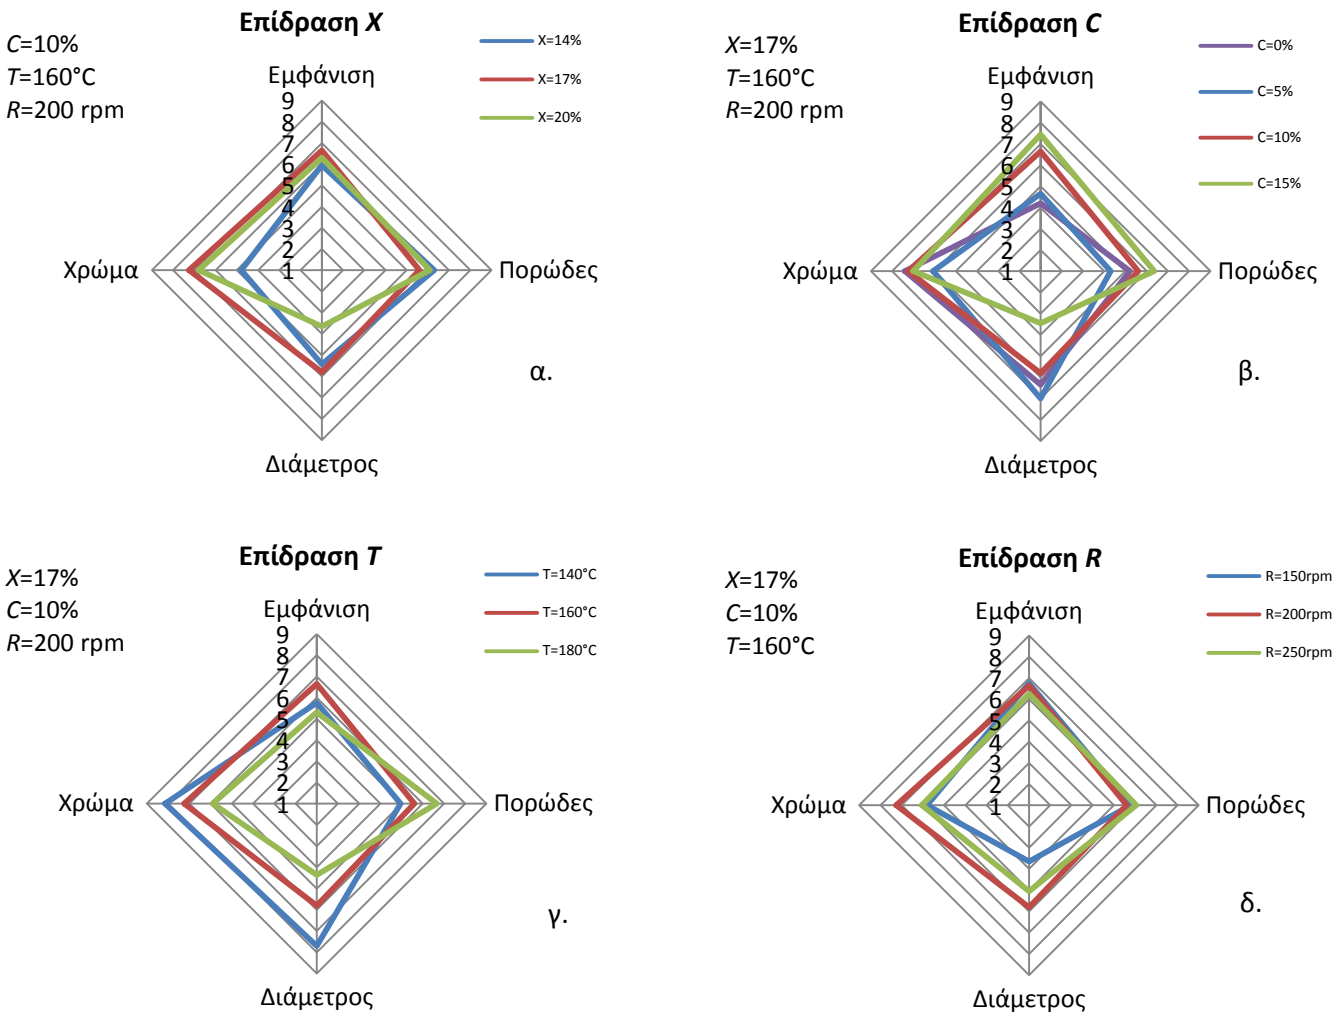 Επίδραση X
C=10%
T=160°C
R=200 rpm
X=14%
X=17%
X=20%
Εμφάνιση
9
8
7
6
5
4
3
2
1
Χρώμα
Πορώδες
Διάμετρος
α.
Επίδραση C
X=17%
T=160°C
R=200 rpm
C=0%
C=5%
C=10%
C=15%
Εμφάνιση
9
8
7
6
5
4
3
2
1
Χρώμα
Πορώδες
Διάμετρος
β.
Επίδραση T
X=17%
C=10%
R=200 rpm
T=140°C
T=160°C
T=180°C
Εμφάνιση
9
8
7
6
5
4
3
2
1
Χρώμα
Πορώδες
Διάμετρος
γ.
Επίδραση R
X=17%
C=10%
T=160°C
R=150rpm
R=200rpm
R=250rpm
Εμφάνιση
9
8
7
6
5
4
3
2
1
Χρώμα
Πορώδες
Διάμετρος
δ.